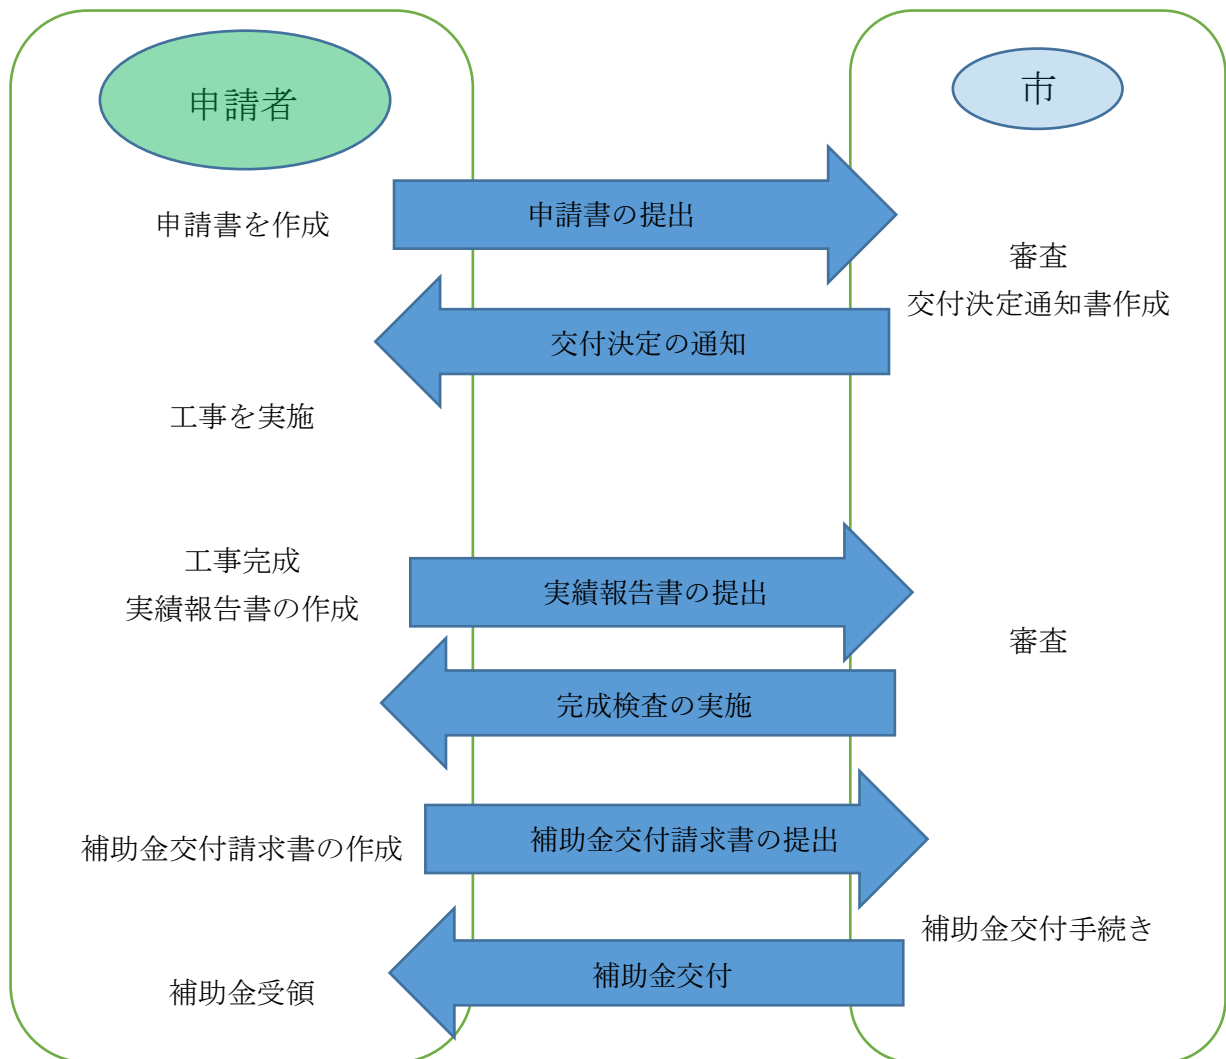 申請者
市
申請書を作成
申請書の提出
審査
交付決定通知書作成
交付決定の通知
工事を実施
工事完成
実績報告書の作成
実績報告書の提出
審査
完成検査の実施
補助金交付請求書の作成
補助金交付請求書の提出
補助金交付手続き
補助金交付
補助金受領